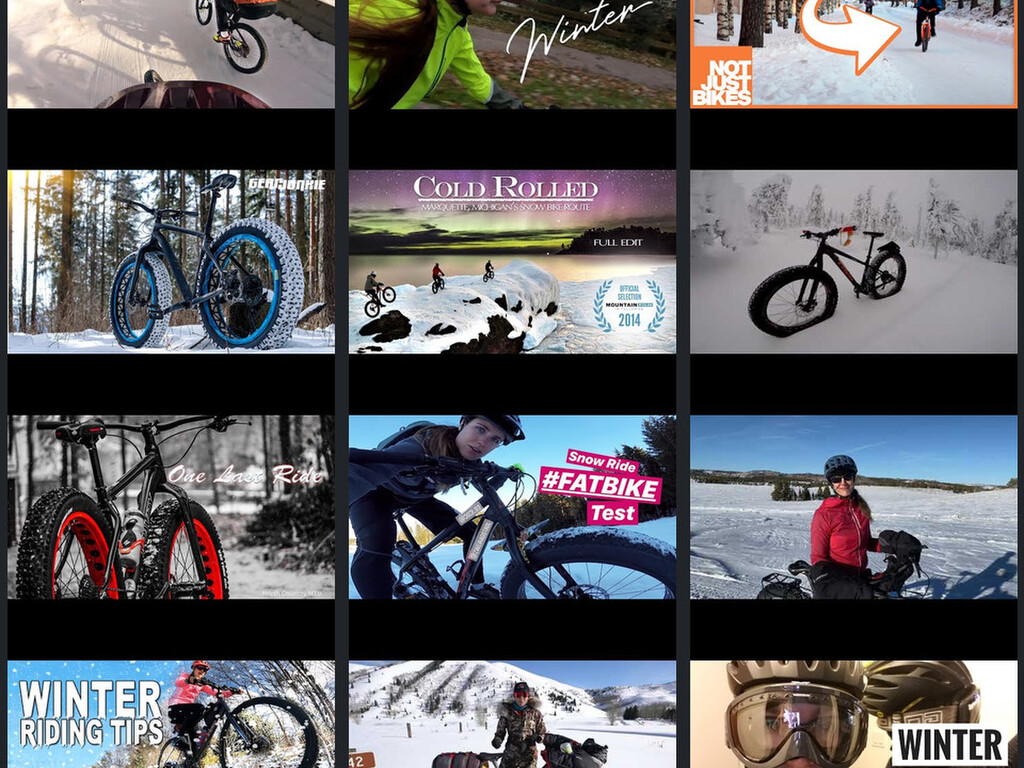 Winter
NOT
JUST
BIKES
GEARJUNKIE
COLD ROLLED
MARQUETTE, MICHIGAN'S SNOW BIKE ROUTE
FULL EDIT
OFFICIAL
SELECTION
2014
One Last Ride
Snow Ride
#FATBIKE
Test
WINTER
RIDING TIPS
42
WINTER